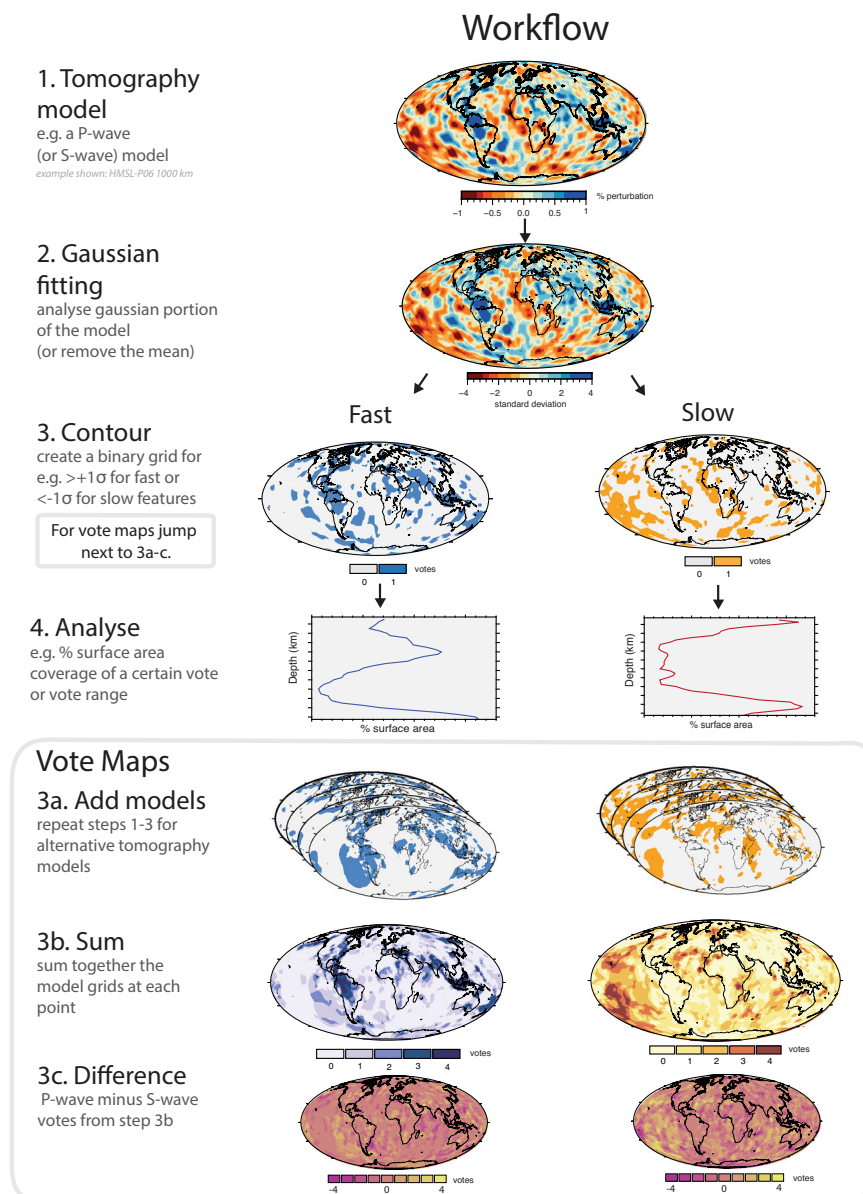 Workflow
1. Tomography
model
e.g. a P-wave
(or S-wave) model
example shown: HMSL-P06 1000 km
% perturbation
−1 −0.5 0.0 0.5 1
2. Gaussian
fitting
analyse gaussian portion
of the model
(or remove the mean)
−4 −2 0 2 4
standard deviation
Fast
Slow
3. Contour
create a binary grid for
e.g. >+1σ for fast or
<-1σ for slow features
For vote maps jump
next to 3a-c.
votes
0 1
votes
0 1
4. Analyse
e.g. % surface area
coverage of a certain vote
or vote range
Depth (km)
% surface area
Depth (km)
% surface area
Vote Maps
3a. Add models
repeat steps 1-3 for
alternative tomography
models
3b. Sum
sum together the
model grids at each
point
votes
0 1 2 3 4
votes
0 1 2 3 4
3c. Difference
P-wave minus S-wave
votes from step 3b
votes
-4 0 4
votes
-4 0 4